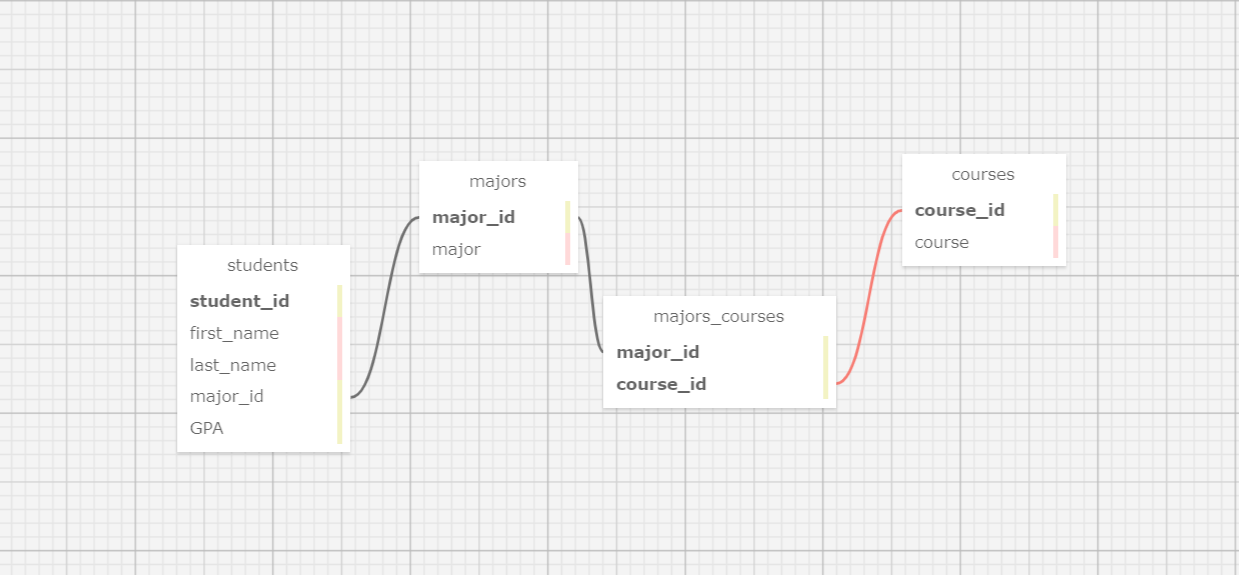 students
student_id
first_name
last_name
major_id
GPA
majors
major_id
major
majors_courses
major_id
course_id
courses
course_id
course